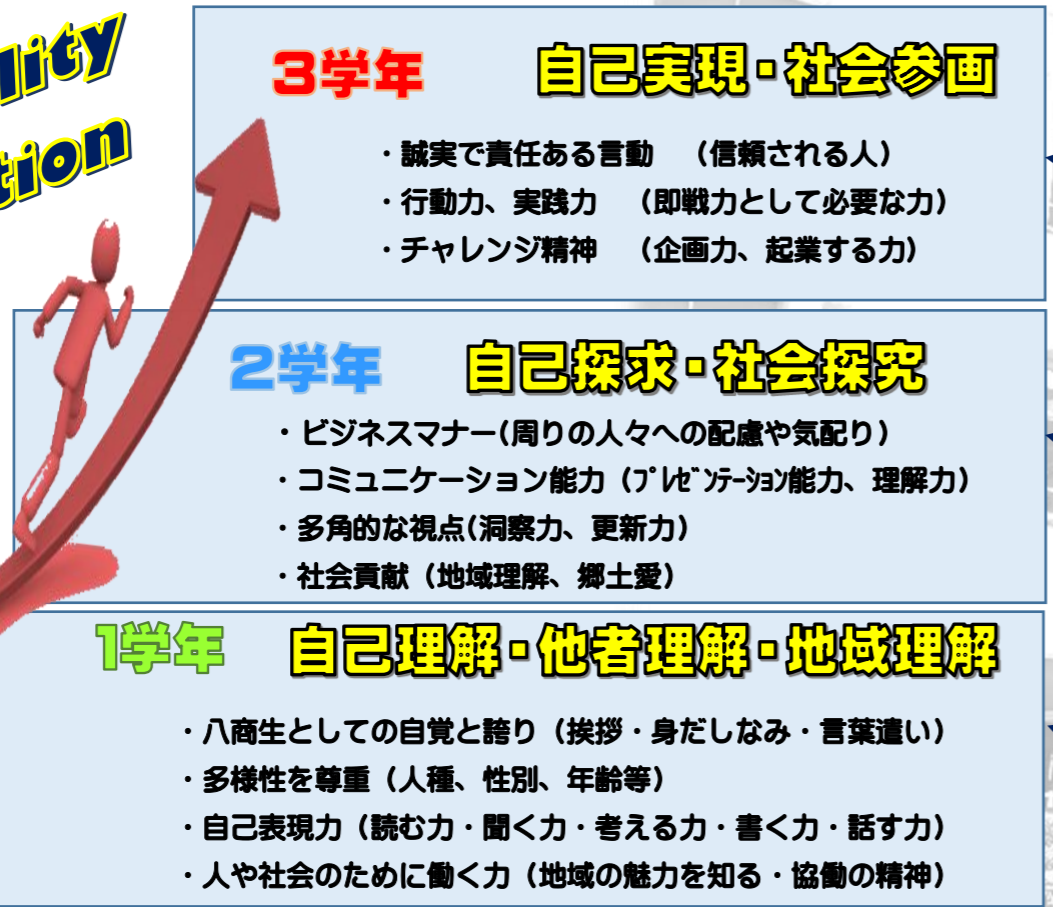 3学年 自己実現・社会参画
・誠実で責任ある言動 （信頼される人）
・行動力、実践力 （即戦力として必要な力）
・チャレンジ精神 （企画力、起業する力）
2学年 自己探求・社会探究
・ビジネスマナー(周りの人々への配慮や気配り)
・コミュニケーション能力（ﾌﾟﾚｾﾞﾝﾃｰｼｮﾝ能力、理解力）
・多角的な視点(洞察力、更新力)
・社会貢献（地域理解、郷土愛）
1学年 自己理解・他者理解・地域理解
・八商生としての自覚と誇り（挨拶・身だしなみ・言葉遣い）
・多様性を尊重（人種、性別、年齢等）
・自己表現力（読む力・聞く力・考える力・書く力・話す力）
・人や社会のために働く力（地域の魅力を知る・協働の精神）